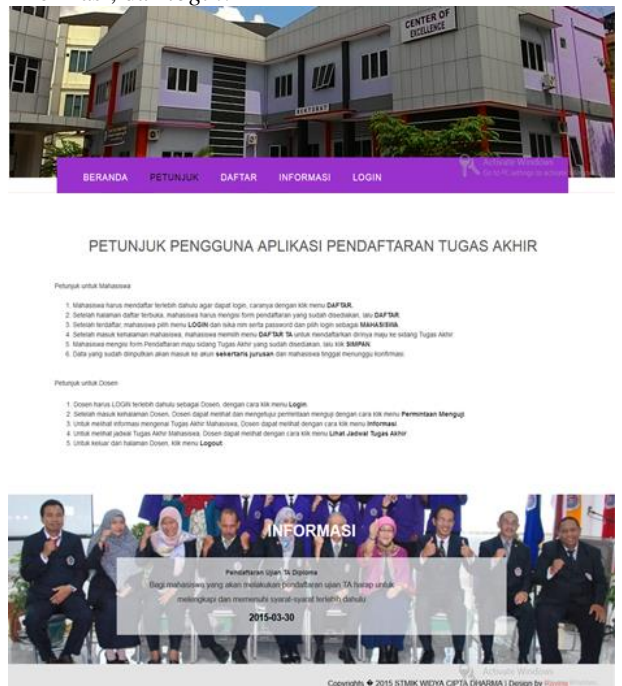 CENTER OF
EXCELLENCE
REKTORAT
Activate Windows
Go to PC settings to activate
BERANDA PETUNJUK DAFTAR INFORMASI LOGIN
PETUNJUK PENGGUNA APLIKASI PENDAFTARAN TUGAS AKHIR
Petunjuk untuk Mahasiswa
1. Mahasiswa harus mendaftar terlebih dahulu agar dapat login, caranya dengan klik menu DAFTAR.
2. Setelah halaman daftar terbuka, mahasiswa harus mengisi form pendaftaran yang sudah disediakan, lalu DAFTAR.
3. Setelah terdaftar, mahasiswa pilih menu LOGIN dan isika nim serta password dan pilih login sebagai MAHASISWA.
4. Setelah masuk kehalaman mahasiswa, mahasiswa memilih menu DAFTAR TA untuk mendaftarkan dirinya maju ke sidang Tugas Akhir.
5. Mahasiswa mengisi form Pendaftaran maju sidang Tugas Akhir yang sudah disediakan, lalu klik SIMPAN.
6. Data yang sudah diinputkan akan masuk ke akun sekertaris jurusan dan mahasiswa tinggal menunggu konfirmasi.
Petunjuk untuk Dosen
1. Dosen harus LOGIN terlebih dahulu sebagai Dosen, dengan cara klik menu Login.
2. Setelah masuk kehalaman Dosen, Dosen dapat melihat dan mengetujui permintaan menguji dengan cara klik menu Permintaan Menguji.
3. Untuk melihat informasi mengenai Tugas Akhir Mahasiswa, Dosen dapat melihat dengan cara klik menu Informasi.
4. Untuk melihat jadwal Tugas Akhir Mahasiswa, Dosen dapat melihat dengan cara klik menu Lihat Jadwal Tugas Akhir.
5. Untuk keluar dari halaman Dosen, klik menu Logout.
INFORMASI
Pendaftaran Ujian TA Diploma
Bagi mahasiswa yang akan melakukan pendaftaran ujian TA harap untuk
melengkapi dan memenuhi syarat-syarat terlebih dahulu
2015-03-30
Activate Windows
Copyrights � 2015 STMIK WIDYA CIPTA DHARMA | Design by